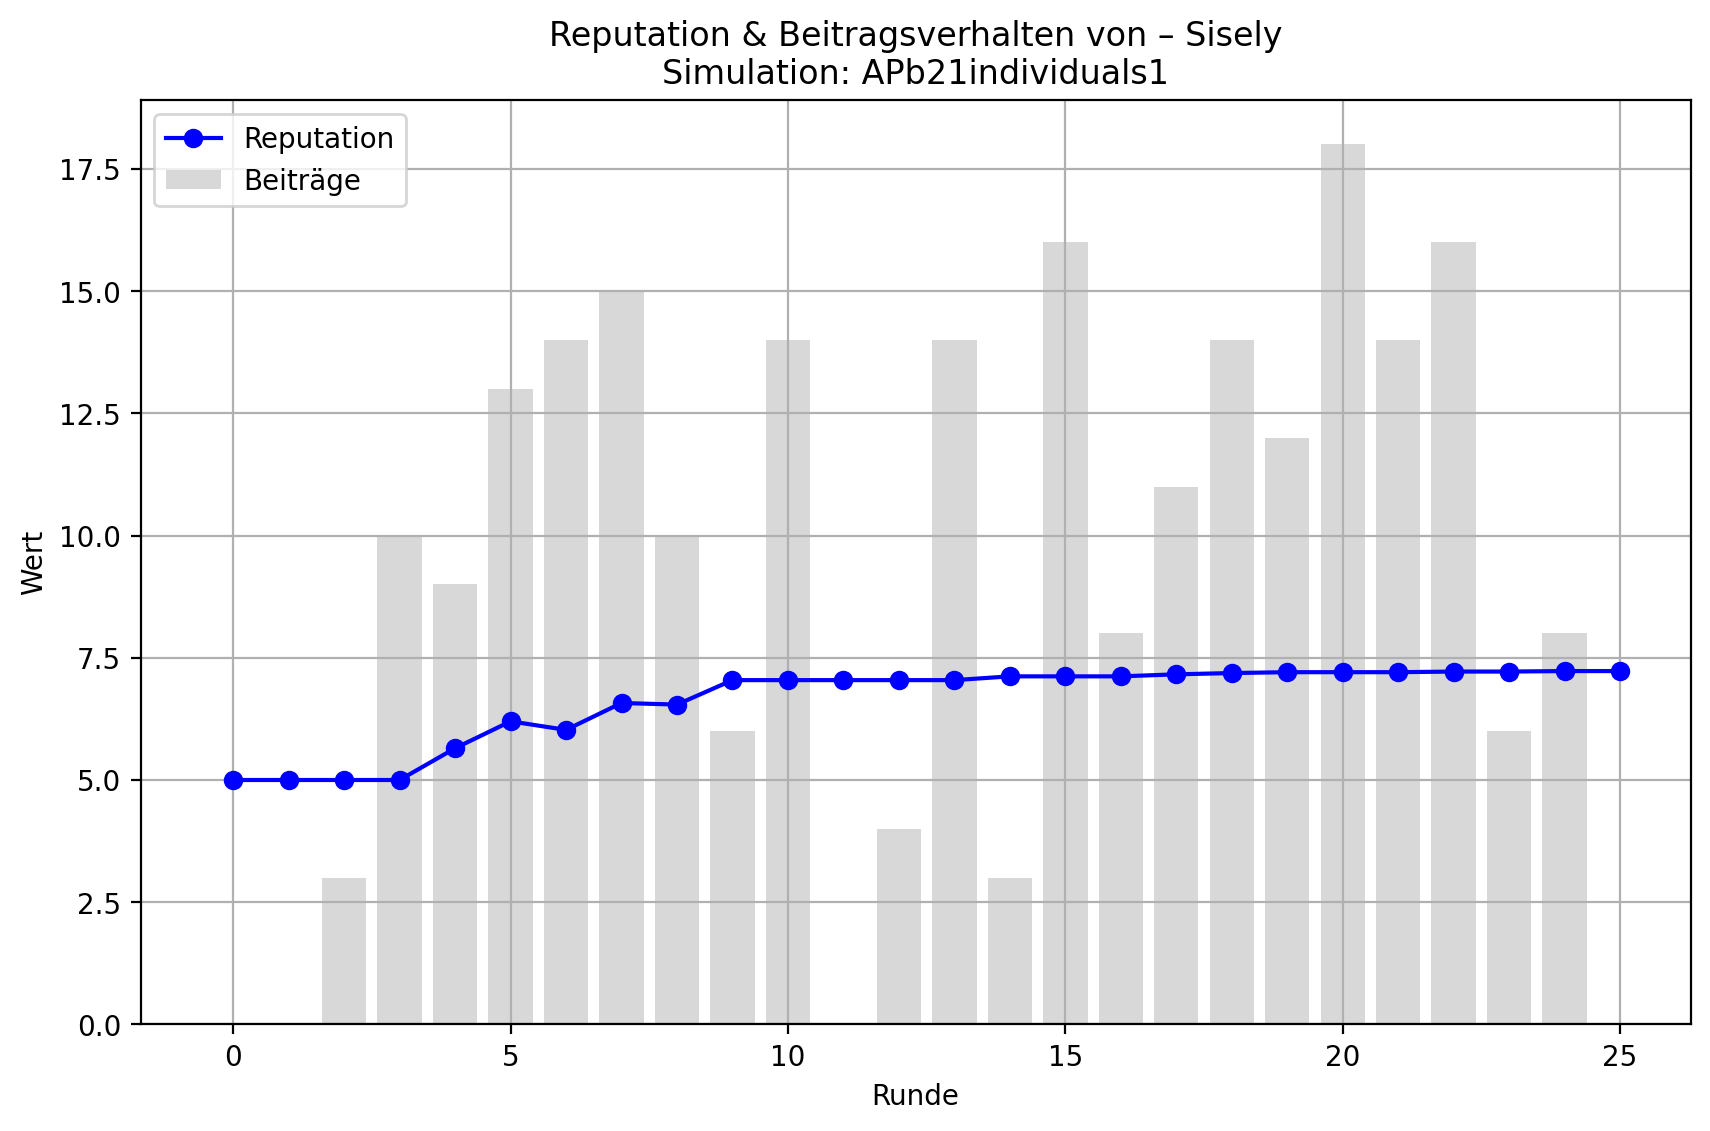 Reputation & Beitragsverhalten von – Sisely
Simulation: APb21individuals1
Reputation
Beiträge
17.5
15.0
12.5
10.0
7.5
5.0
2.5
0.0
Wert
0 5 10 15 20 25
Runde